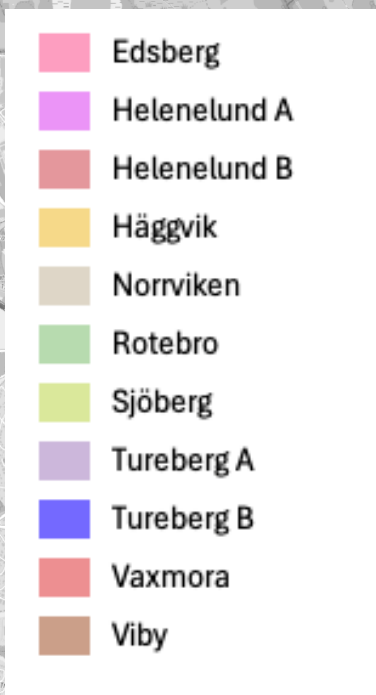 Edsberg
Helenelund A
Helenelund B
Häggvik
Norrviken
Rotebro
Sjöberg
Tureberg A
Tureberg B
Vaxmora
Viby